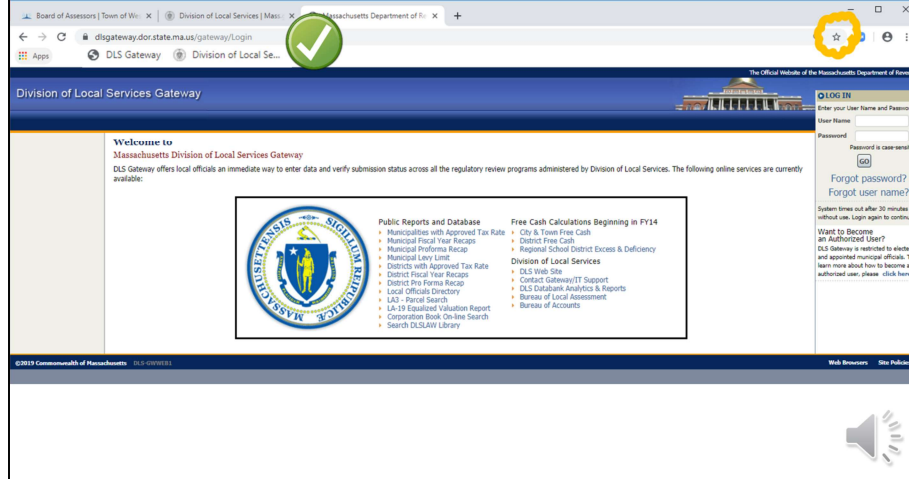 Board of Assessors | Town of We
Division of Local Services | Mass
Massachusetts Department of Re
dlsgateway.dor.state.ma.us/gateway/Login
Apps
DLS Gateway
Division of Local Se...
The Official Website of the Massachusetts Department of Reve
Division of Local Services Gateway
LOG IN
Enter your User Name and Passwo
User Name
Password
Password is case-sensit
GO
Forgot password?
Forgot user name?
System times out after 30 minutes
without use. Login again to continu
Want to Become
an Authorized User?
DLS Gateway is restricted to electe
and appointed municipal officials. T
learn more about how to become a
authorized user, please click her
Welcome to
Massachusetts Division of Local Services Gateway
DLS Gateway offers local officials an immediate way to enter data and verify submission status across all the regulatory review programs administered by Division of Local Services. The following online services are currently
available:
SIGILLUM REIPUBLICÆ MASSACHUSETTENSIS
Public Reports and Database
Municipalities with Approved Tax Rate
Municipal Fiscal Year Recaps
Municipal Proforma Recap
Municipal Levy Limit
Districts with Approved Tax Rate
District Fiscal Year Recaps
District Pro Forma Recap
Local Officials Directory
LA3 - Parcel Search
LA-19 Equalized Valuation Report
Corporation Book On-line Search
Search DLSLAW Library
Free Cash Calculations Beginning in FY14
City & Town Free Cash
District Free Cash
Regional School District Excess & Deficiency
Division of Local Services
DLS Web Site
Contact Gateway/IT Support
DLS Databank Analytics & Reports
Bureau of Local Assessment
Bureau of Accounts
©2019 Commonwealth of Massachusetts DLS-GWWEB1
Web Browsers Site Policies